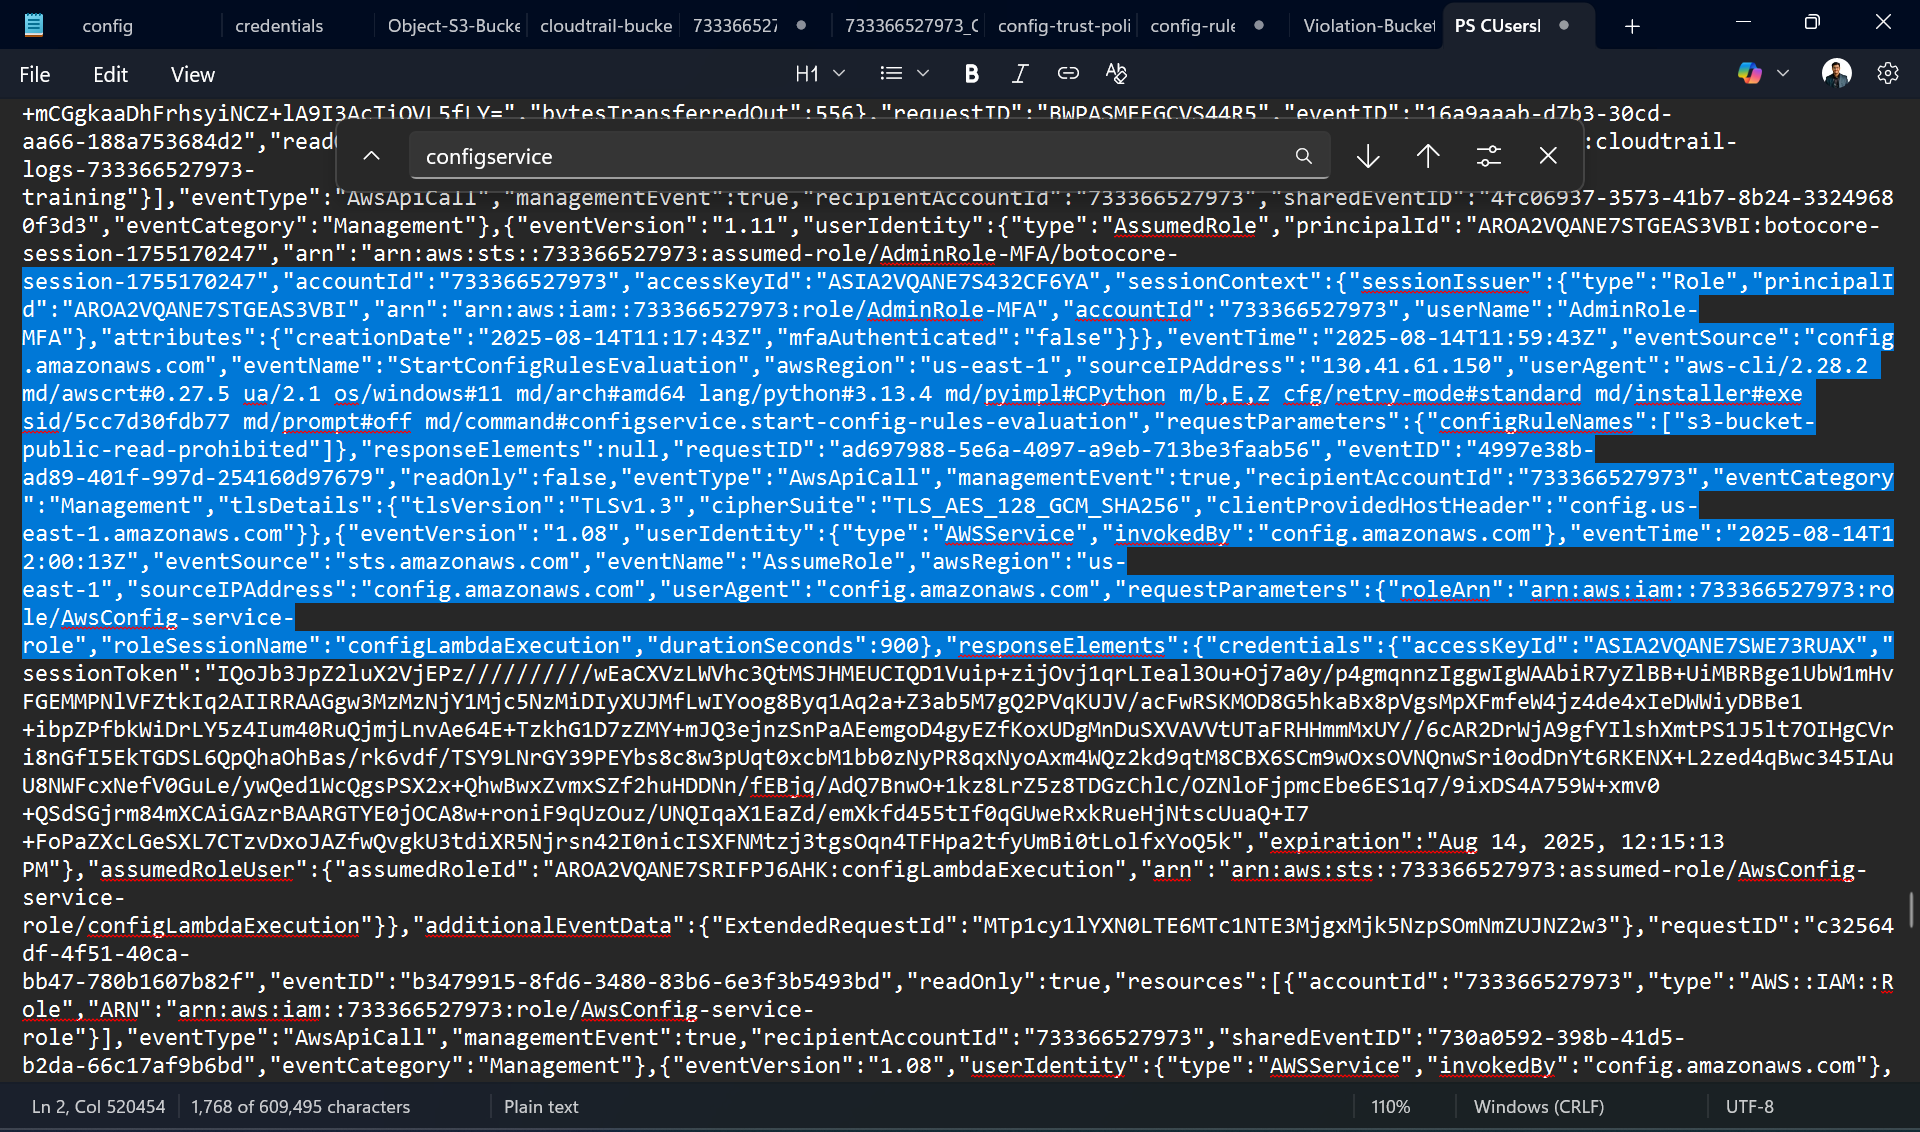 config credentials Object-S3-Bucke cloudtrail-bucke 73336652 733366527973_C config-trust-poli config-rule Violation-Bucket PS CUsersl
File Edit View H1 B I
+mCGgkaaDhFrhsyiNCZ+lA9I3AcTiOVL5fLY=","bytesTransferredOut":556},"requestID":"BWPASMEEGCVS44R5","eventID":"16a9aaab-d7b3-30cd-
aa66-188a753684d2","read :cloudtrail-
configservice
logs-733366527973-
training"}],"eventType":"AwsApiCall","managementEvent":true,"recipientAccountId":"733366527973","sharedEventID":"4fc06937-3573-41b7-8b24-3324968
0f3d3","eventCategory":"Management"},{"eventVersion":"1.11","userIdentity":{"type":"AssumedRole","principalId":"AROA2VQANE7STGEAS3VBI:botocore-
session-1755170247","arn":"arn:aws:sts::733366527973:assumed-role/AdminRole-MFA/botocore-
session-1755170247","accountId":"733366527973","accessKeyId":"ASIA2VQANE7S432CF6YA","sessionContext":{"sessionIssuer":{"type":"Role","principalI
d":"AROA2VQANE7STGEAS3VBI","arn":"arn:aws:iam::733366527973:role/AdminRole-MFA","accountId":"733366527973","userName":"AdminRole-
MFA"},"attributes":{"creationDate":"2025-08-14T11:17:43Z","mfaAuthenticated":"false"}}},"eventTime":"2025-08-14T11:59:43Z","eventSource":"config
.amazonaws.com","eventName":"StartConfigRulesEvaluation","awsRegion":"us-east-1","sourceIPAddress":"130.41.61.150","userAgent":"aws-cli/2.28.2
md/awscrt#0.27.5 ua/2.1 os/windows#11 md/arch#amd64 lang/python#3.13.4 md/pyimpl#CPython m/b,E,Z cfg/retry-mode#standard md/installer#exe
sid/5cc7d30fdb77 md/prompt#off md/command#configservice.start-config-rules-evaluation","requestParameters":{"configRuleNames":["s3-bucket-
public-read-prohibited"]},"responseElements":null,"requestID":"ad697988-5e6a-4097-a9eb-713be3faab56","eventID":"4997e38b-
ad89-401f-997d-254160d97679","readOnly":false,"eventType":"AwsApiCall","managementEvent":true,"recipientAccountId":"733366527973","eventCategory
":"Management","tlsDetails":{"tlsVersion":"TLSv1.3","cipherSuite":"TLS_AES_128_GCM_SHA256","clientProvidedHostHeader":"config.us-
east-1.amazonaws.com"}},{"eventVersion":"1.08","userIdentity":{"type":"AWSService","invokedBy":"config.amazonaws.com"},"eventTime":"2025-08-14T1
2:00:13Z","eventSource":"sts.amazonaws.com","eventName":"AssumeRole","awsRegion":"us-
east-1","sourceIPAddress":"config.amazonaws.com","userAgent":"config.amazonaws.com","requestParameters":{"roleArn":"arn:aws:iam::733366527973:ro
le/AwsConfig-service-
role","roleSessionName":"configLambdaExecution","durationSeconds":900},"responseElements":{"credentials":{"accessKeyId":"ASIA2VQANE7SWE73RUAX","
sessionToken":"IQoJb3JpZ2luX2VjEPz//////////wEaCXVzLWVhc3QtMSJHMEUCIQD1Vuip+zijOvj1qrLIeal3Ou+Oj7a0y/p4gmqnnzIggwIgWAAbiR7yZlBB+UiMBRBge1UbW1mHv
FGEMMPNlVFZtkIq2AIIRRAAGgw3MzMzNjY1Mjc5NzMiDIyXUJMfLwIYoog8Byq1Aq2a+Z3ab5M7gQ2PVqKUJV/acFwRSKMOD8G5hkaBx8pVgsMpXFmfeW4jz4de4xIeDWWiyDBBe1
+ibpZPfbkWiDrLY5z4Ium40RuQjmjLnvAe64E+TzkhG1D7zZMY+mJQ3ejnzSnPaAEemgoD4gyEZfKoxUDgMnDuSXVAVVtUTaFRHHmmMxUY//6cAR2DrWjA9gfYIlshXmtPS1J5lt7OIHgCVr
i8nGfI5EkTGDSL6QpQhaOhBas/rk6vdf/TSY9LNrGY39PEYbs8c8w3pUqt0xcbM1bb0zNyPR8qxNyoAxm4WQz2kd9qtM8CBX6SCm9wOxsOVNQnwSri0odDnYt6RKENX+L2zed4qBwc345IAu
U8NWFcxNefV0GuLe/ywQed1WcQgsPSX2x+QhwBwxZvmxSZf2huHDDNn/fEBjq/AdQ7BnwO+1kz8LrZ5z8TDGzChlC/OZNloFjpmcEbe6ES1q7/9ixDS4A759W+xmv0
+QSdSGjrm84mXCAiGAzrBAARGTYE0jOCA8w+roniF9qUzOuz/UNQIqaX1EaZd/emXkfd455tIf0qGUweRxkRueHjNtscUuaQ+I7
+FoPaZXcLGeSXL7CTzvDxoJAZfwQvgkU3tdiXR5Njrsn42I0nicISXFNMtzj3tgsOqn4TFHpa2tfyUmBi0tLolfxYoQ5k","expiration":"Aug 14, 2025, 12:15:13
PM"},"assumedRoleUser":{"assumedRoleId":"AROA2VQANE7SRIFPJ6AHK:configLambdaExecution","arn":"arn:aws:sts::733366527973:assumed-role/AwsConfig-
service-
role/configLambdaExecution"}},"additionalEventData":{"ExtendedRequestId":"MTp1cy1lYXN0LTE6MTc1NTE3MjgxMjk5NzpSOmNmZUJNZ2w3"},"requestID":"c32564
df-4f51-40ca-
bb47-780b1607b82f","eventID":"b3479915-8fd6-3480-83b6-6e3f3b5493bd","readOnly":true,"resources":[{"accountId":"733366527973","type":"AWS::IAM::R
ole","ARN":"arn:aws:iam::733366527973:role/AwsConfig-service-
role"}],"eventType":"AwsApiCall","managementEvent":true,"recipientAccountId":"733366527973","sharedEventID":"730a0592-398b-41d5-
b2da-66c17af9b6bd","eventCategory":"Management"},{"eventVersion":"1.08","userIdentity":{"type":"AWSService","invokedBy":"config.amazonaws.com"},
Ln 2, Col 520454 1,768 of 609,495 characters Plain text 110% Windows (CRLF) UTF-8